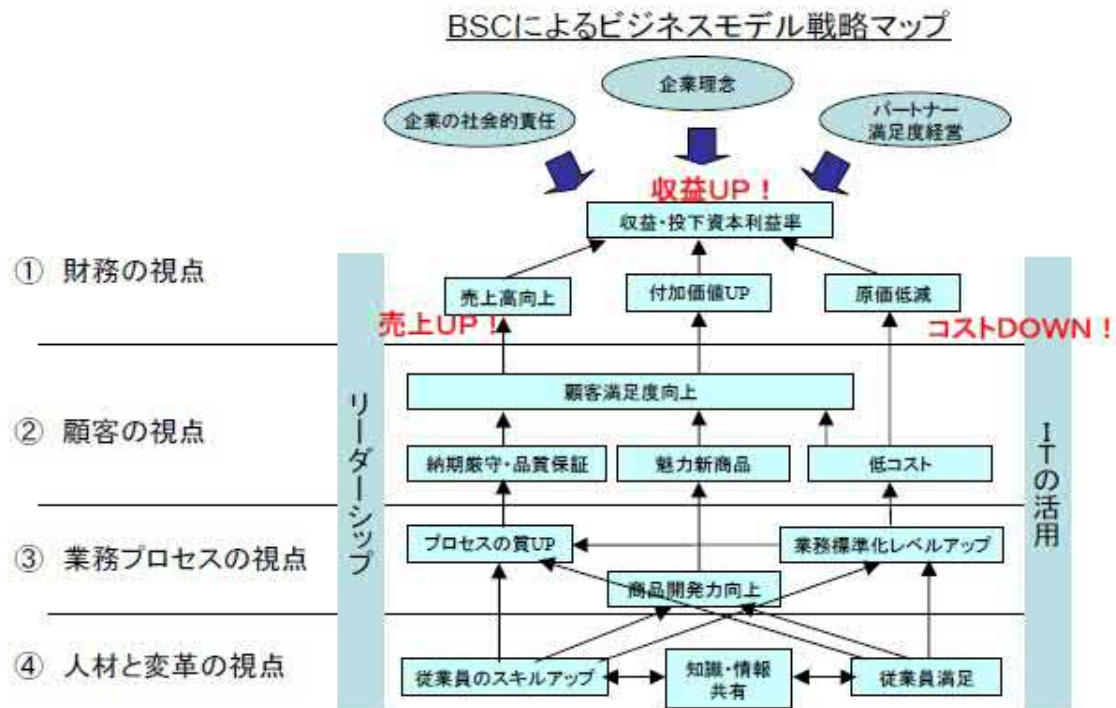 BSCによるビジネスモデル戦略マップ
企業理念
企業の社会的責任
パートナー
満足度経営
収益UP！
収益・投下資本利益率
① 財務の視点
売上高向上
付加価値UP
原価低減
売上UP！
コストDOWN！
リーダーシップ
ITの活用
顧客満足度向上
② 顧客の視点
納期厳守・品質保証
魅力新商品
低コスト
③ 業務プロセスの視点
プロセスの質UP
業務標準化レベルアップ
商品開発力向上
④ 人材と変革の視点
従業員のスキルアップ
知識・情報
共有
従業員満足